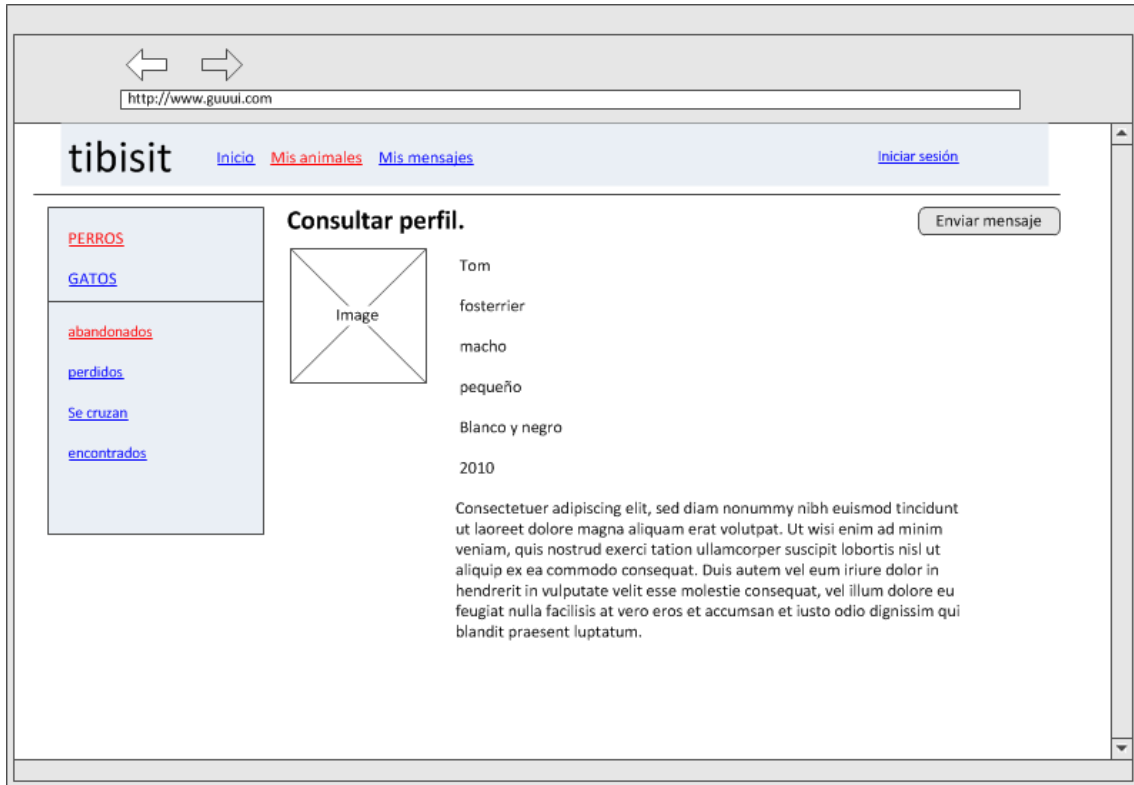 http://www.guuui.com
tibisit
Inicio Mis animales Mis mensajes
Iniciar sesión
PERROS
GATOS
abandonados
perdidos
Se cruzan
encontrados
Consultar perfil.
Enviar mensaje
Image
Tom
fosterrier
macho
pequeño
Blanco y negro
2010
Consectetuer adipiscing elit, sed diam nonummy nibh euismod tincidunt
ut laoreet dolore magna aliquam erat volutpat. Ut wisi enim ad minim
veniam, quis nostrud exerci tation ullamcorper suscipit lobortis nisl ut
aliquip ex ea commodo consequat. Duis autem vel eum iriure dolor in
hendrerit in vulputate velit esse molestie consequat, vel illum dolore eu
feugiat nulla facilisis at vero eros et accumsan et iusto odio dignissim qui
blandit praesent luptatum.